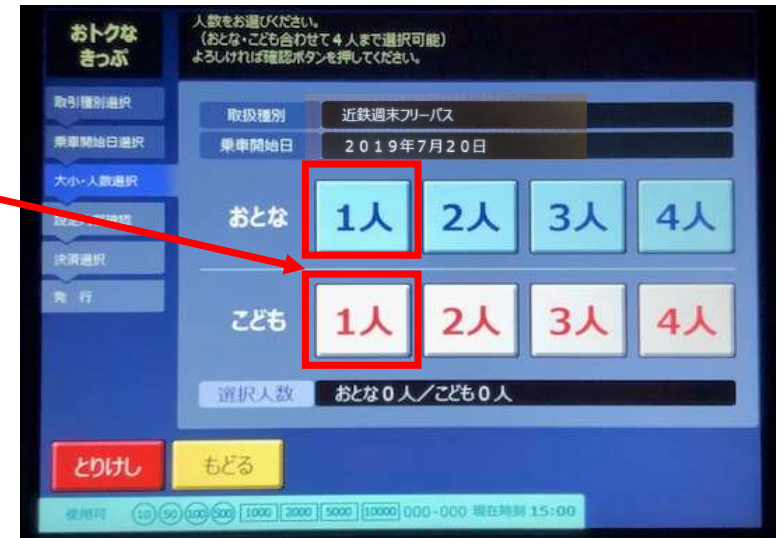 おトクな
きっぷ
人数をお選びください。
（おとな・こども合わせて４人まで選択可能）
よろしければ確認ボタンを押してください。
取引種別選択
乗車開始日選択
大小・人数選択
決済選択
発行
取扱種別 近鉄週末フリーパス
乗車開始日 ２０１９年７月２０日
おとな 1人 2人 3人 4人
こども 1人 2人 3人 4人
選択人数 おとな０人／こども０人
とりけし もどる
使用可 10 50 100 500 1000 2000 5000 10000 000-000 現在時刻 15:00